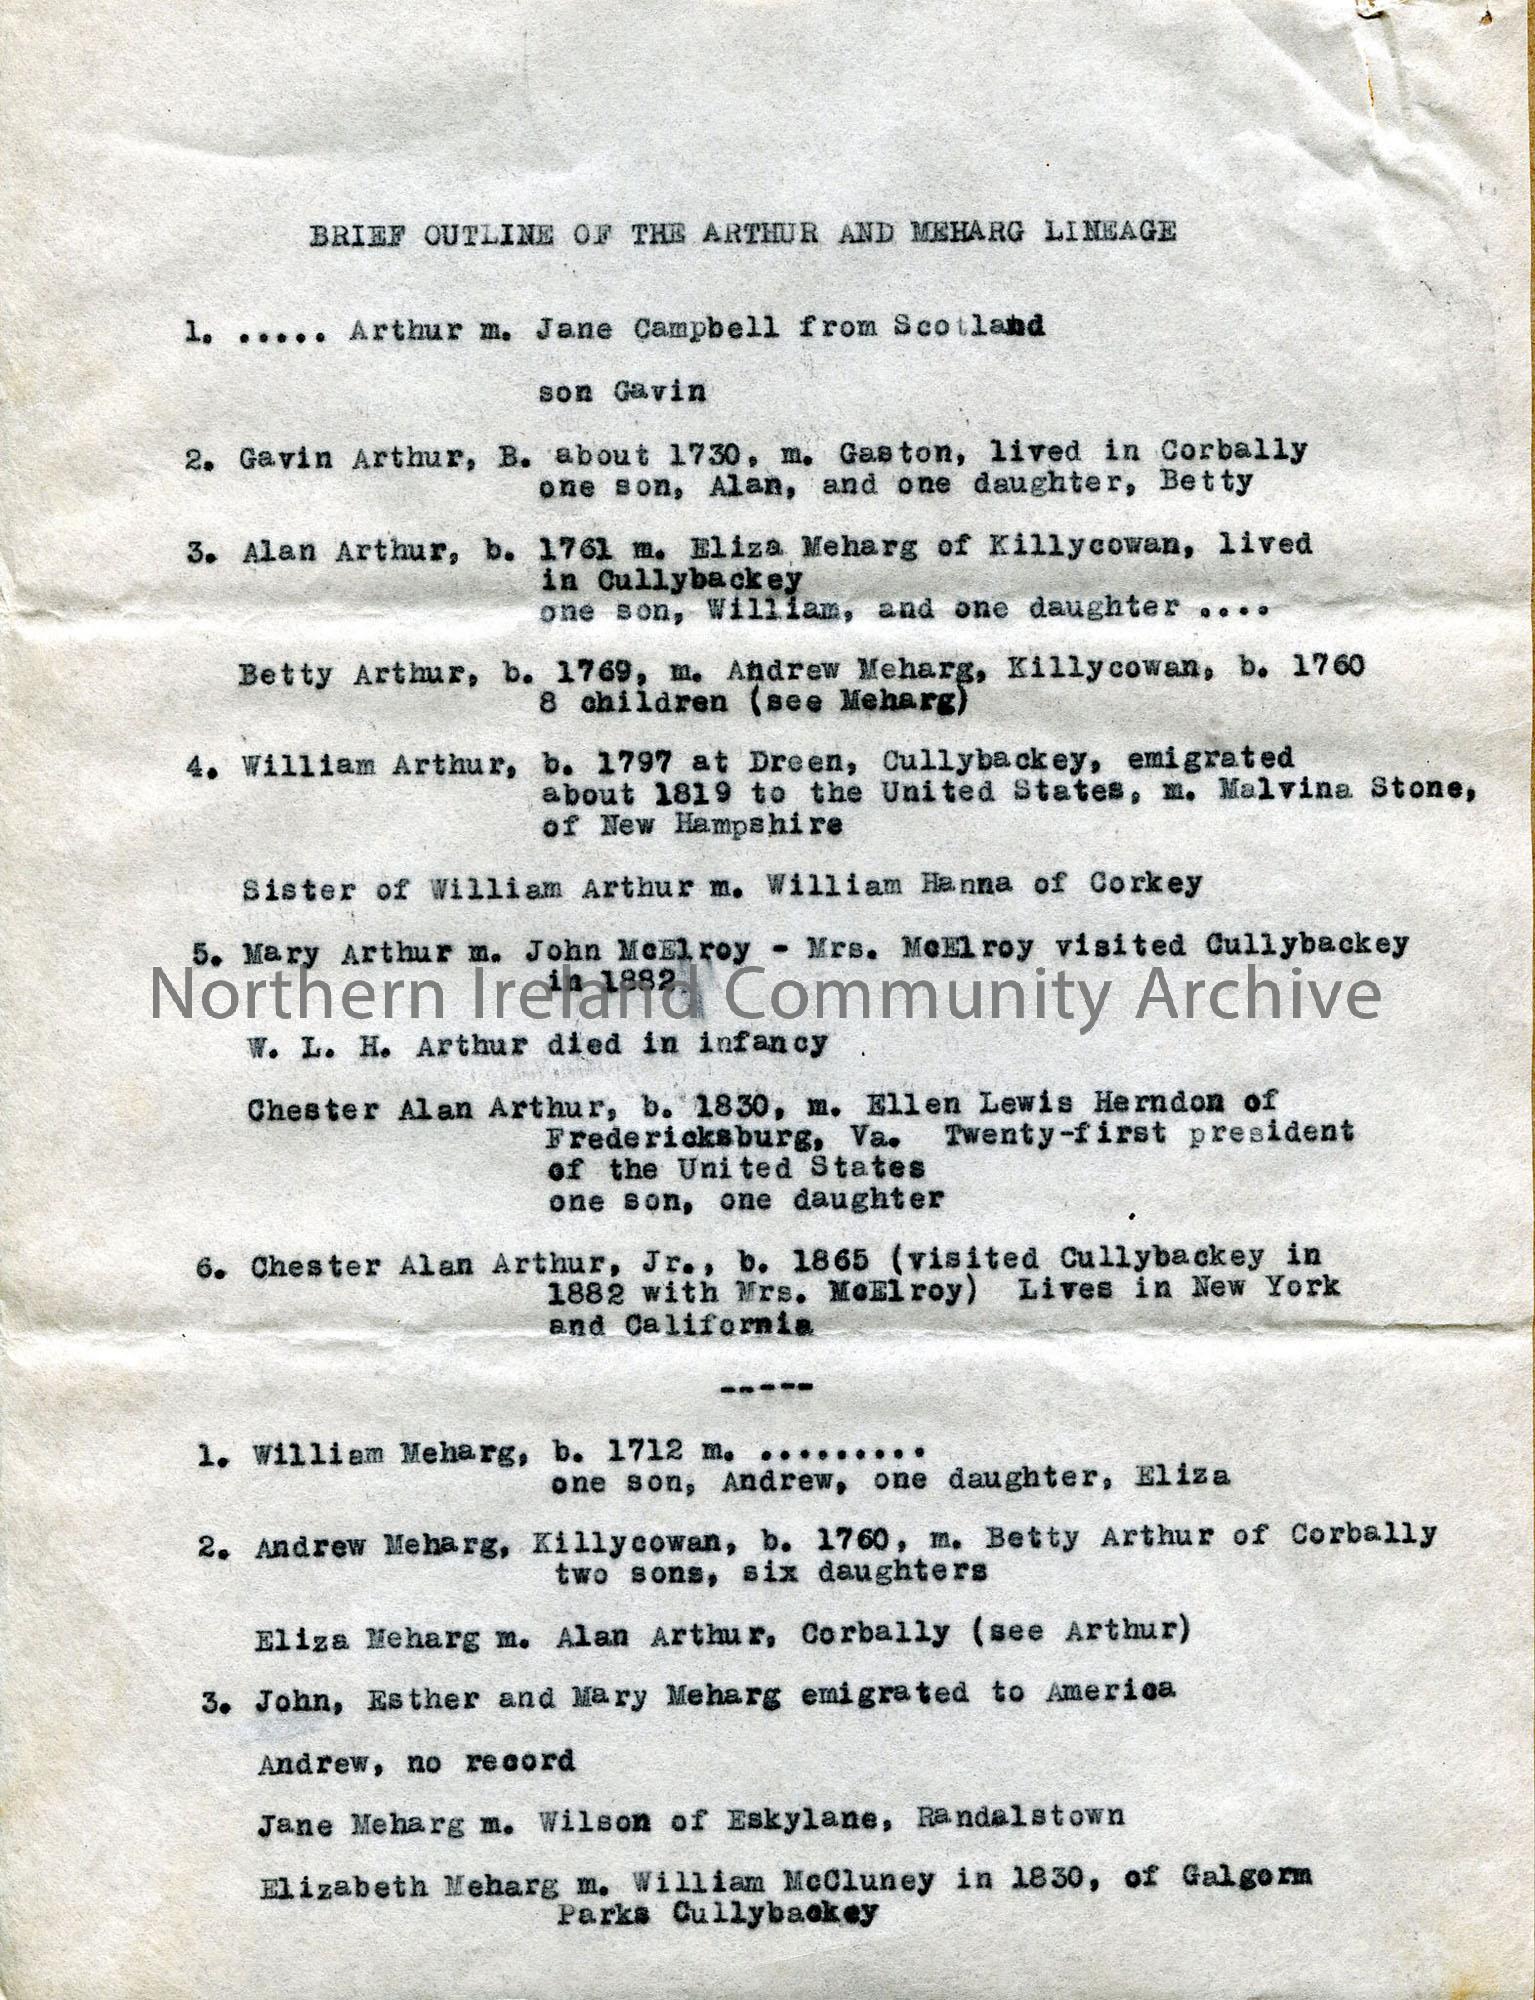 BRIEF OUTLINE OF THE ARTHUR AND MEHARG LINEAGE
1. ..... Arthur m. Jane Campbell from Scotland
son Gavin
2. Gavin Arthur, B. about 1730, m. Gaston, lived in Corbally
one son, Alan, and one daughter, Betty
3. Alan Arthur, b. 1761 m. Eliza Meharg of Killycowan, lived
in Cullybackey
one son, William, and one daughter ....
Betty Arthur, b. 1769, m. Andrew Meharg, Killycowan, b. 1760
8 children (see Meharg)
4. William Arthur, b. 1797 at Dreen, Cullybackey, emigrated
about 1819 to the United States, m. Malvina Stone,
of New Hampshire
Sister of William Arthur m. William Hanna of Corkey
5. Mary Arthur m. John McElroy - Mrs. McElroy visited Cullybackey
in 1882.
Northern Ireland Community Archive
W. L. H. Arthur died in infancy
Chester Alan Arthur, b. 1830, m. Ellen Lewis Herndon of
Fredericksburg, Va. Twenty-first president
of the United States
one son, one daughter
6. Chester Alan Arthur, Jr., b. 1865 (visited Cullybackey in
1882 with Mrs. McElroy) Lives in New York
and California
-----
1. William Meharg, b. 1712 m. .........
one son, Andrew, one daughter, Eliza
2. Andrew Meharg, Killycowan, b. 1760, m. Betty Arthur of Corbally
two sons, six daughters
Eliza Meharg m. Alan Arthur, Corbally (see Arthur)
3. John, Esther and Mary Meharg emigrated to America
Andrew, no record
Jane Meharg m. Wilson of Eskylane, Randalstown
Elizabeth Meharg m. William McCluney in 1830, of Galgorm
Parks Cullybackey